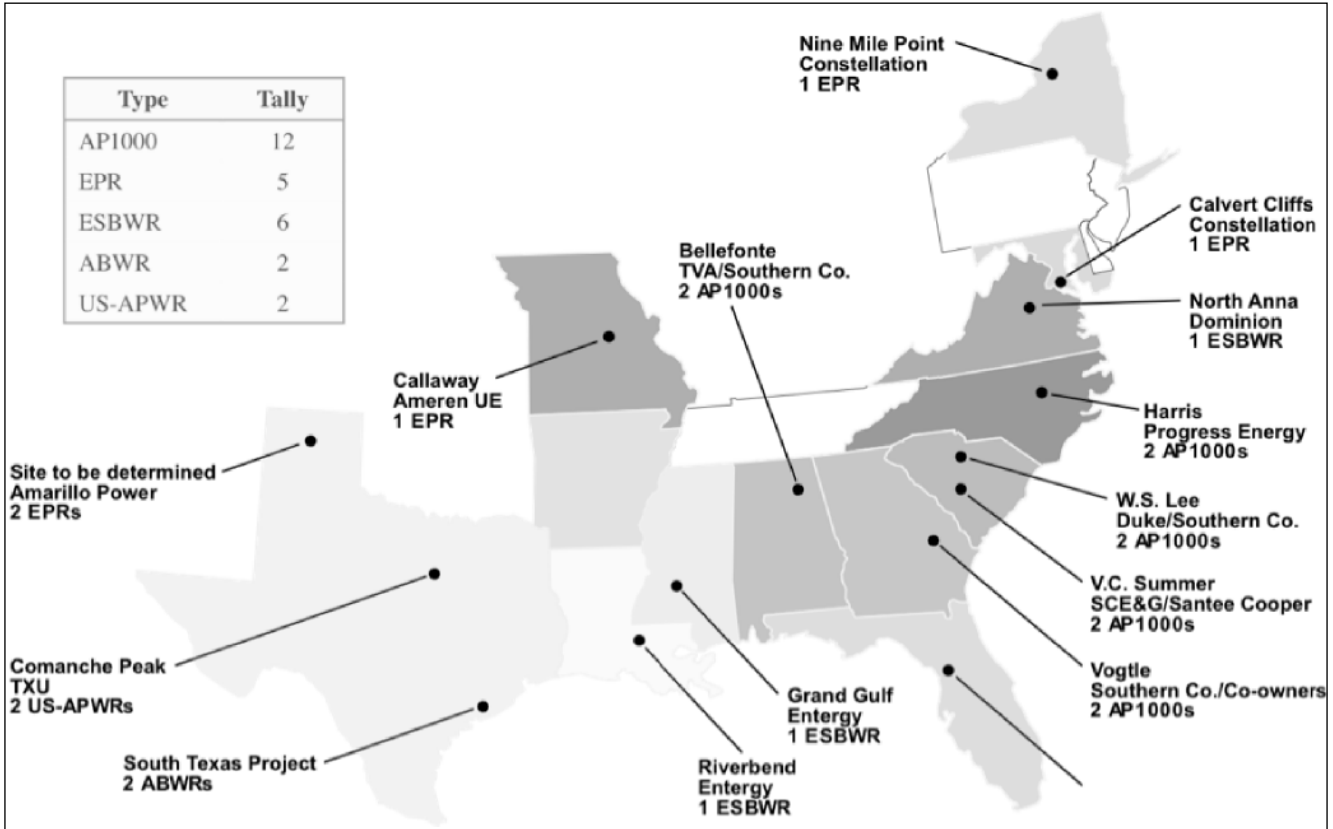 Type Tally
AP1000 12
EPR 5
ESBWR 6
ABWR 2
US-APWR 2
Nine Mile Point
Constellation
1 EPR
Calvert Cliffs
Constellation
1 EPR
Bellefonte
TVA/Southern Co.
2 AP1000s
North Anna
Dominion
1 ESBWR
Callaway
Ameren UE
1 EPR
Harris
Progress Energy
2 AP1000s
Site to be determined
Amarillo Power
2 EPRs
W.S. Lee
Duke/Southern Co.
2 AP1000s
V.C. Summer
SCE&G/Santee Cooper
2 AP1000s
Comanche Peak
TXU
2 US-APWRs
Vogtle
Southern Co./Co-owners
2 AP1000s
Grand Gulf
Entergy
1 ESBWR
South Texas Project
2 ABWRs
Riverbend
Entergy
1 ESBWR